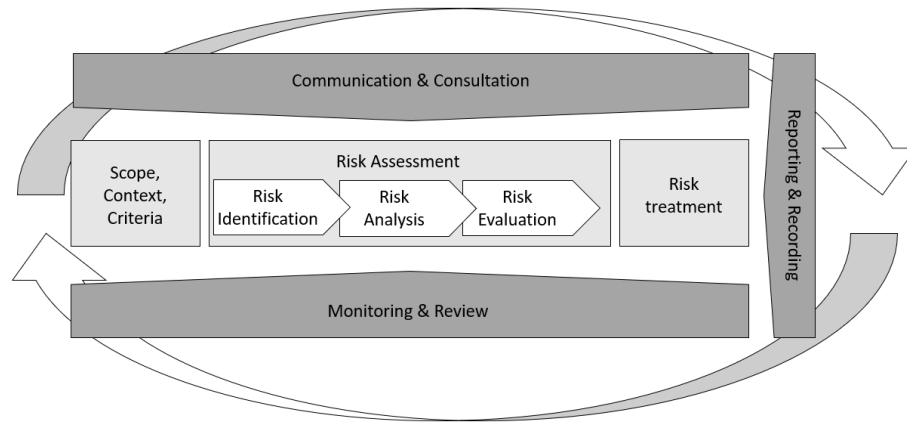 Communication & Consultation
Scope,
Context,
Criteria
Risk Assessment
Risk
Identification
Risk
Analysis
Risk
Evaluation
Risk
treatment
Reporting & Recording
Monitoring & Review